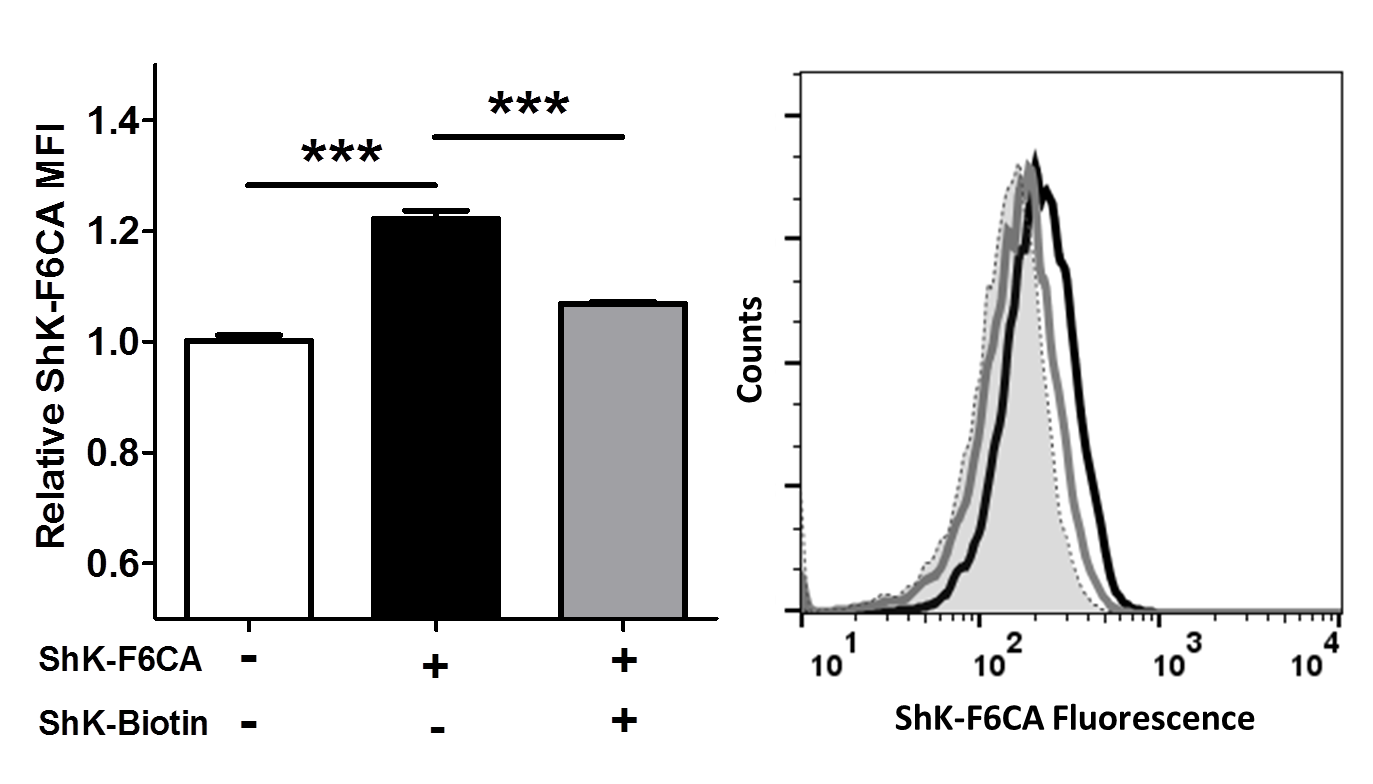 Relative ShK-F6CA MFI
1.4
1.2
1.0
0.8
0.6
***
***
ShK-F6CA - + +
ShK-Biotin - - +
Counts
10¹ 10² 10³ 10⁴
ShK-F6CA Fluorescence